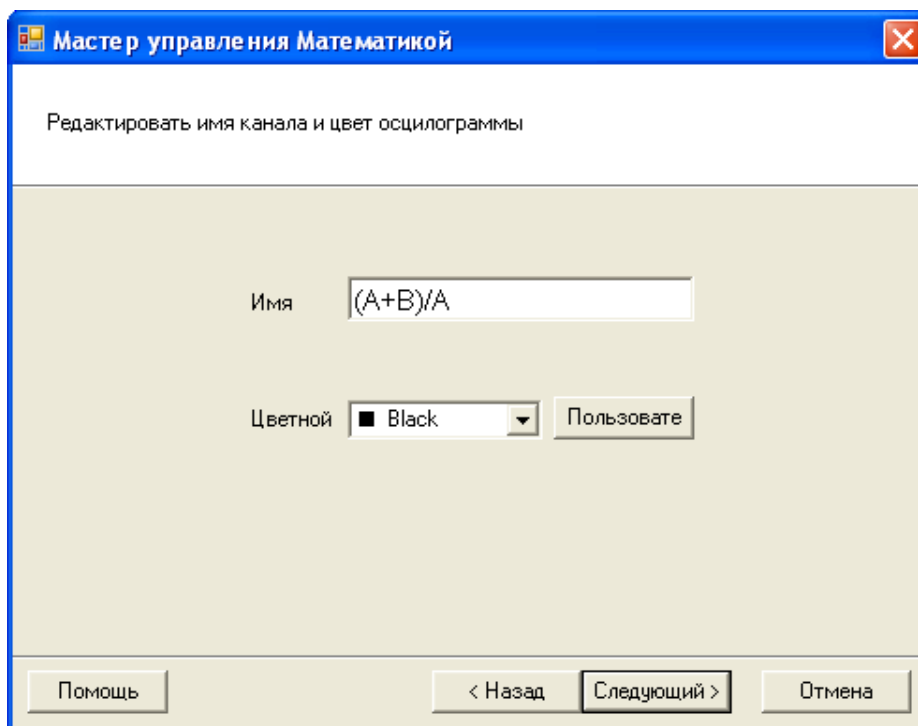 Мастер управления Математикой
Редактировать имя канала и цвет осцилограммы
Имя (A+B)/A
Цветной Black Пользовате
Помощь < Назад Следующий > Отмена